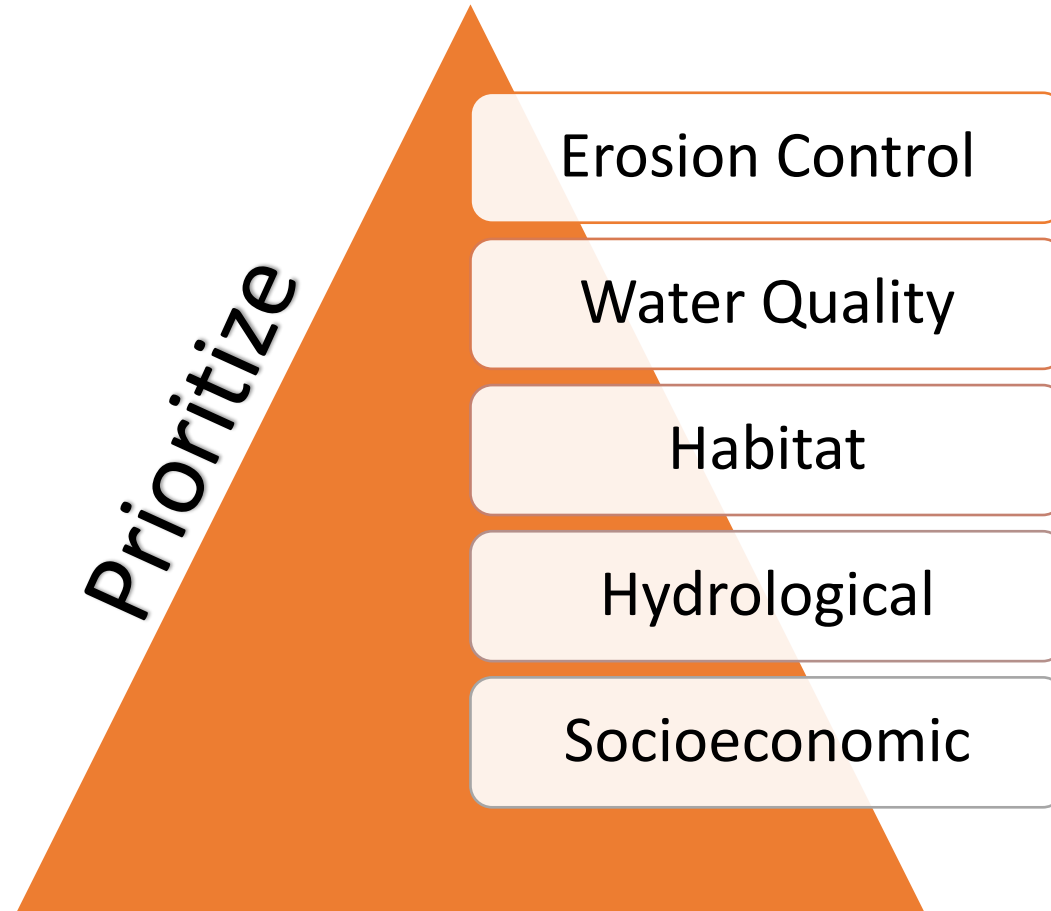 Prioritize
Erosion Control
Water Quality
Habitat
Hydrological
Socioeconomic